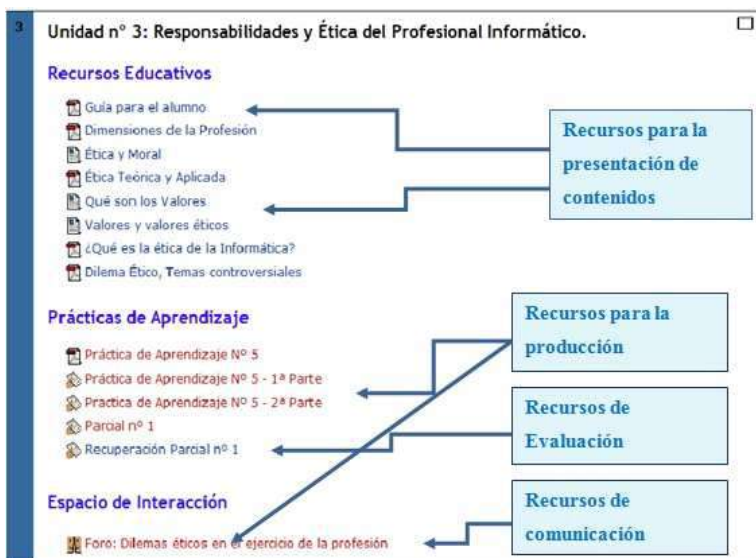 3
Unidad nº 3: Responsabilidades y Ética del Profesional Informático.
Recursos Educativos
Guía para el alumno
Dimensiones de la Profesión
Ética y Moral
Ética Teórica y Aplicada
Qué son los Valores
Valores y valores éticos
¿Qué es la ética de la Informática?
Dilema Ético, Temas controversiales
Recursos para la
presentación de
contenidos
Prácticas de Aprendizaje
Práctica de Aprendizaje Nº 5
Práctica de Aprendizaje Nº 5 - 1ª Parte
Practica de Aprendizaje Nº 5 - 2ª Parte
Parcial nº 1
Recuperación Parcial nº 1
Recursos para la
producción
Recursos de
Evaluación
Espacio de Interacción
Foro: Dilemas éticos en el ejercicio de la profesión
Recursos de
comunicación